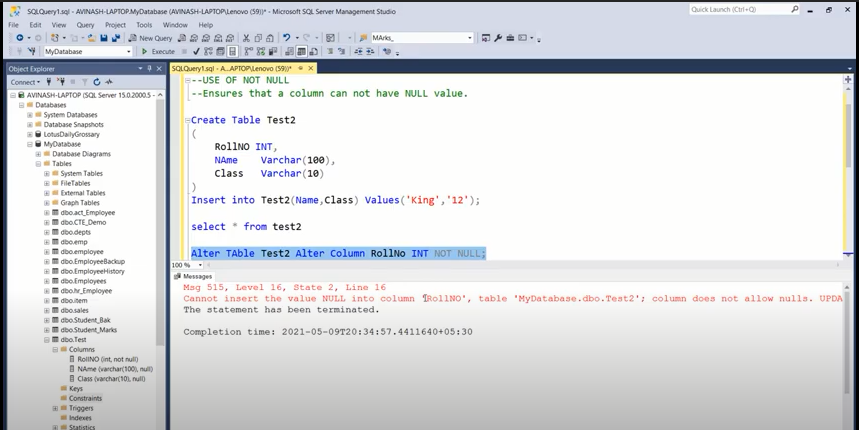 SQLQuery1.sql - AVINASH-LAPTOP.MyDatabase (AVINASH-LAPTOP\Lenovo (59))* - Microsoft SQL Server Management Studio
Quick Launch (Ctrl+Q)
File Edit View Query Project Tools Window Help
New Query
MArks_
MyDatabase
Execute
Object Explorer
SQLQuery1.sql - A...APTOP\Lenovo (59))*
Connect
AVINASH-LAPTOP (SQL Server 15.0.2000.5 -
Databases
System Databases
Database Snapshots
LotusDailyGrossary
MyDatabase
Database Diagrams
Tables
System Tables
FileTables
External Tables
Graph Tables
dbo.act_Employee
dbo.CTE_Demo
dbo.depts
dbo.emp
dbo.employee
dbo.EmployeeBackup
dbo.EmployeeHistory
dbo.Employees
dbo.hr_Employee
dbo.item
dbo.sales
dbo.Student_Bak
dbo.Student_Marks
dbo.Test
Columns
RollNO (int, not null)
NAme (varchar(100), null)
Class (varchar(10), null)
Keys
Constraints
Triggers
Indexes
Statistics
--USE OF NOT NULL
--Ensures that a column can not have NULL value.
Create Table Test2
(
RollNO INT,
NAme Varchar(100),
Class Varchar(10)
)
Insert into Test2(Name,Class) Values('King','12');
select * from test2
Alter TAble Test2 Alter Column RollNo INT NOT NULL;
100 %
Messages
Msg 515, Level 16, State 2, Line 16
Cannot insert the value NULL into column 'RollNO', table 'MyDatabase.dbo.Test2'; column does not allow nulls. UPDA
The statement has been terminated.
Completion time: 2021-05-09T20:34:57.4411640+05:30